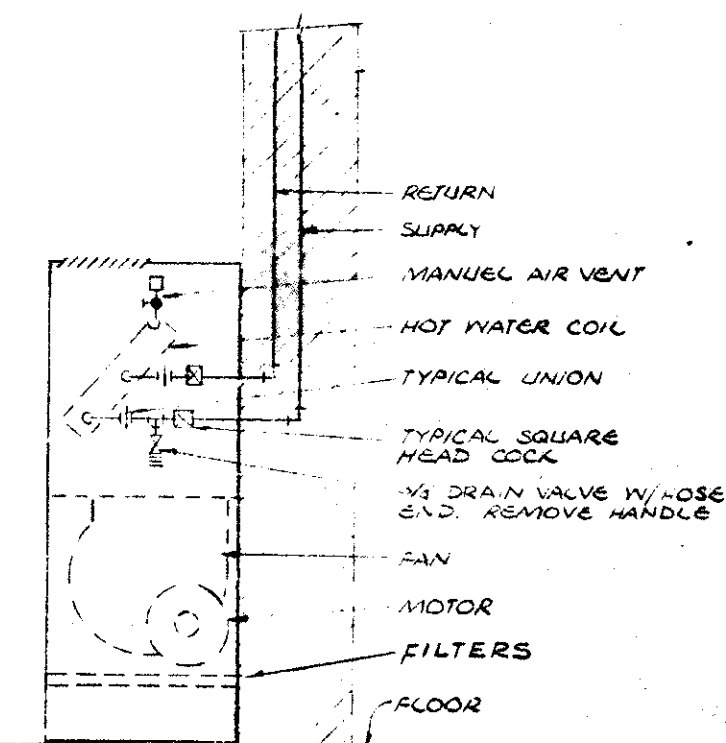 RETURN
SUPPLY
MANUEL AIR VENT
HOT WATER COIL
TYPICAL UNION
TYPICAL SQUARE
HEAD COCK
DRAIN VALVE W/HOSE
END. REMOVE HANDLE
FAN
MOTOR
FILTERS
FLOOR